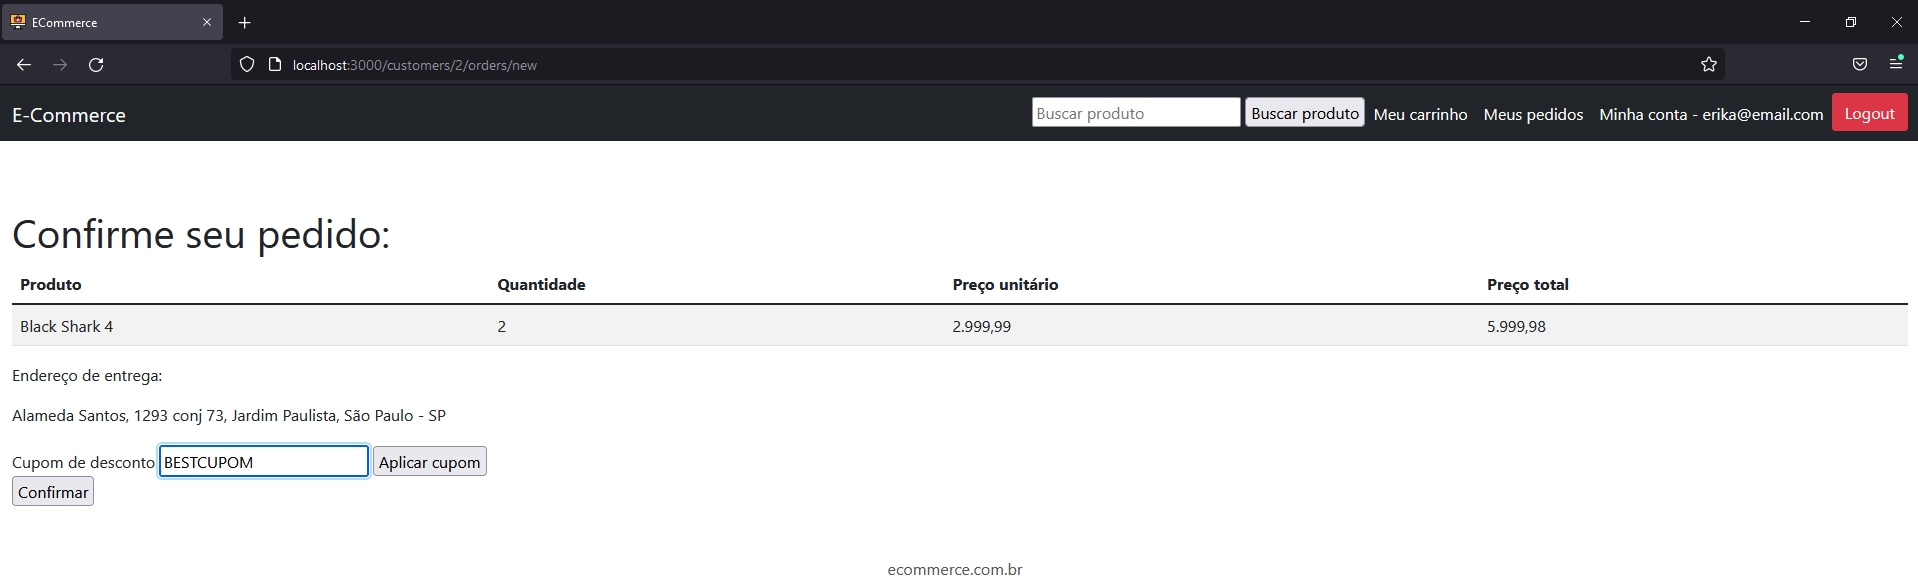 ECommerce
localhost:3000/customers/2/orders/new
E-Commerce
Buscar produto Buscar produto Meu carrinho Meus pedidos Minha conta - erika@email.com Logout
Confirme seu pedido:
Produto Quantidade Preço unitário Preço total
Black Shark 4 2 2.999,99 5.999,98
Endereço de entrega:
Alameda Santos, 1293 conj 73, Jardim Paulista, São Paulo - SP
Cupom de desconto BESTCUPOM Aplicar cupom
Confirmar
ecommerce.com.br